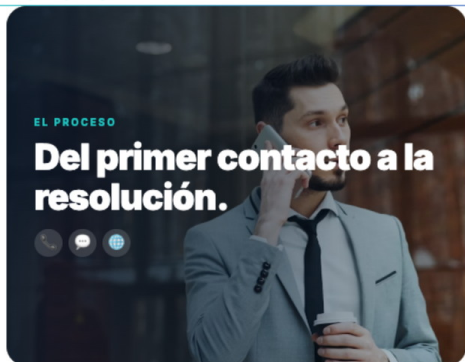 EL PROCESO
Del primer contacto a la
resolución.